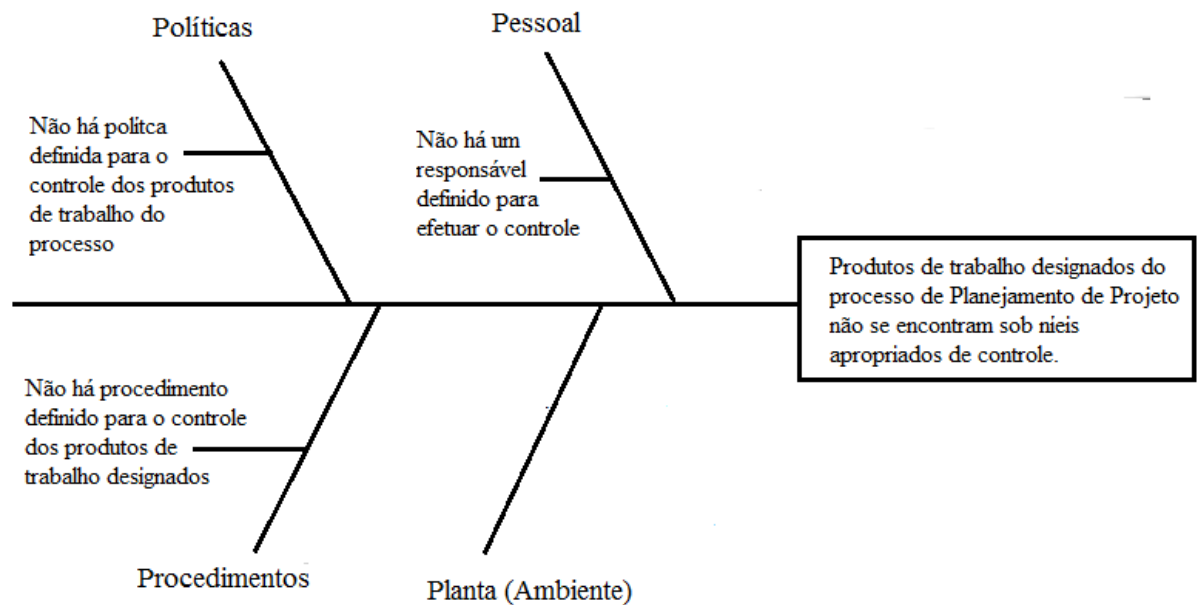 Políticas
Pessoal
Não há polítca
definida para o
controle dos produtos
de trabalho do
processo
Não há um
responsável
definido para
efetuar o controle
Produtos de trabalho designados do
processo de Planejamento de Projeto
não se encontram sob níeis
apropriados de controle.
Não há procedimento
definido para o controle
dos produtos de
trabalho designados
Procedimentos
Planta (Ambiente)